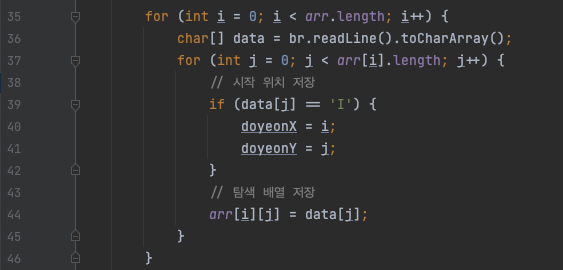 35 for (int i = 0; i < arr.length; i++) {
36 char[] data = br.readLine().toCharArray();
37 for (int j = 0; j < arr[i].length; j++) {
38 // 시작 위치 저장
39 if (data[j] == 'I') {
40 doyeonX = i;
41 doyeonY = j;
42 }
43 // 탐색 배열 저장
44 arr[i][j] = data[j];
45 }
46 }